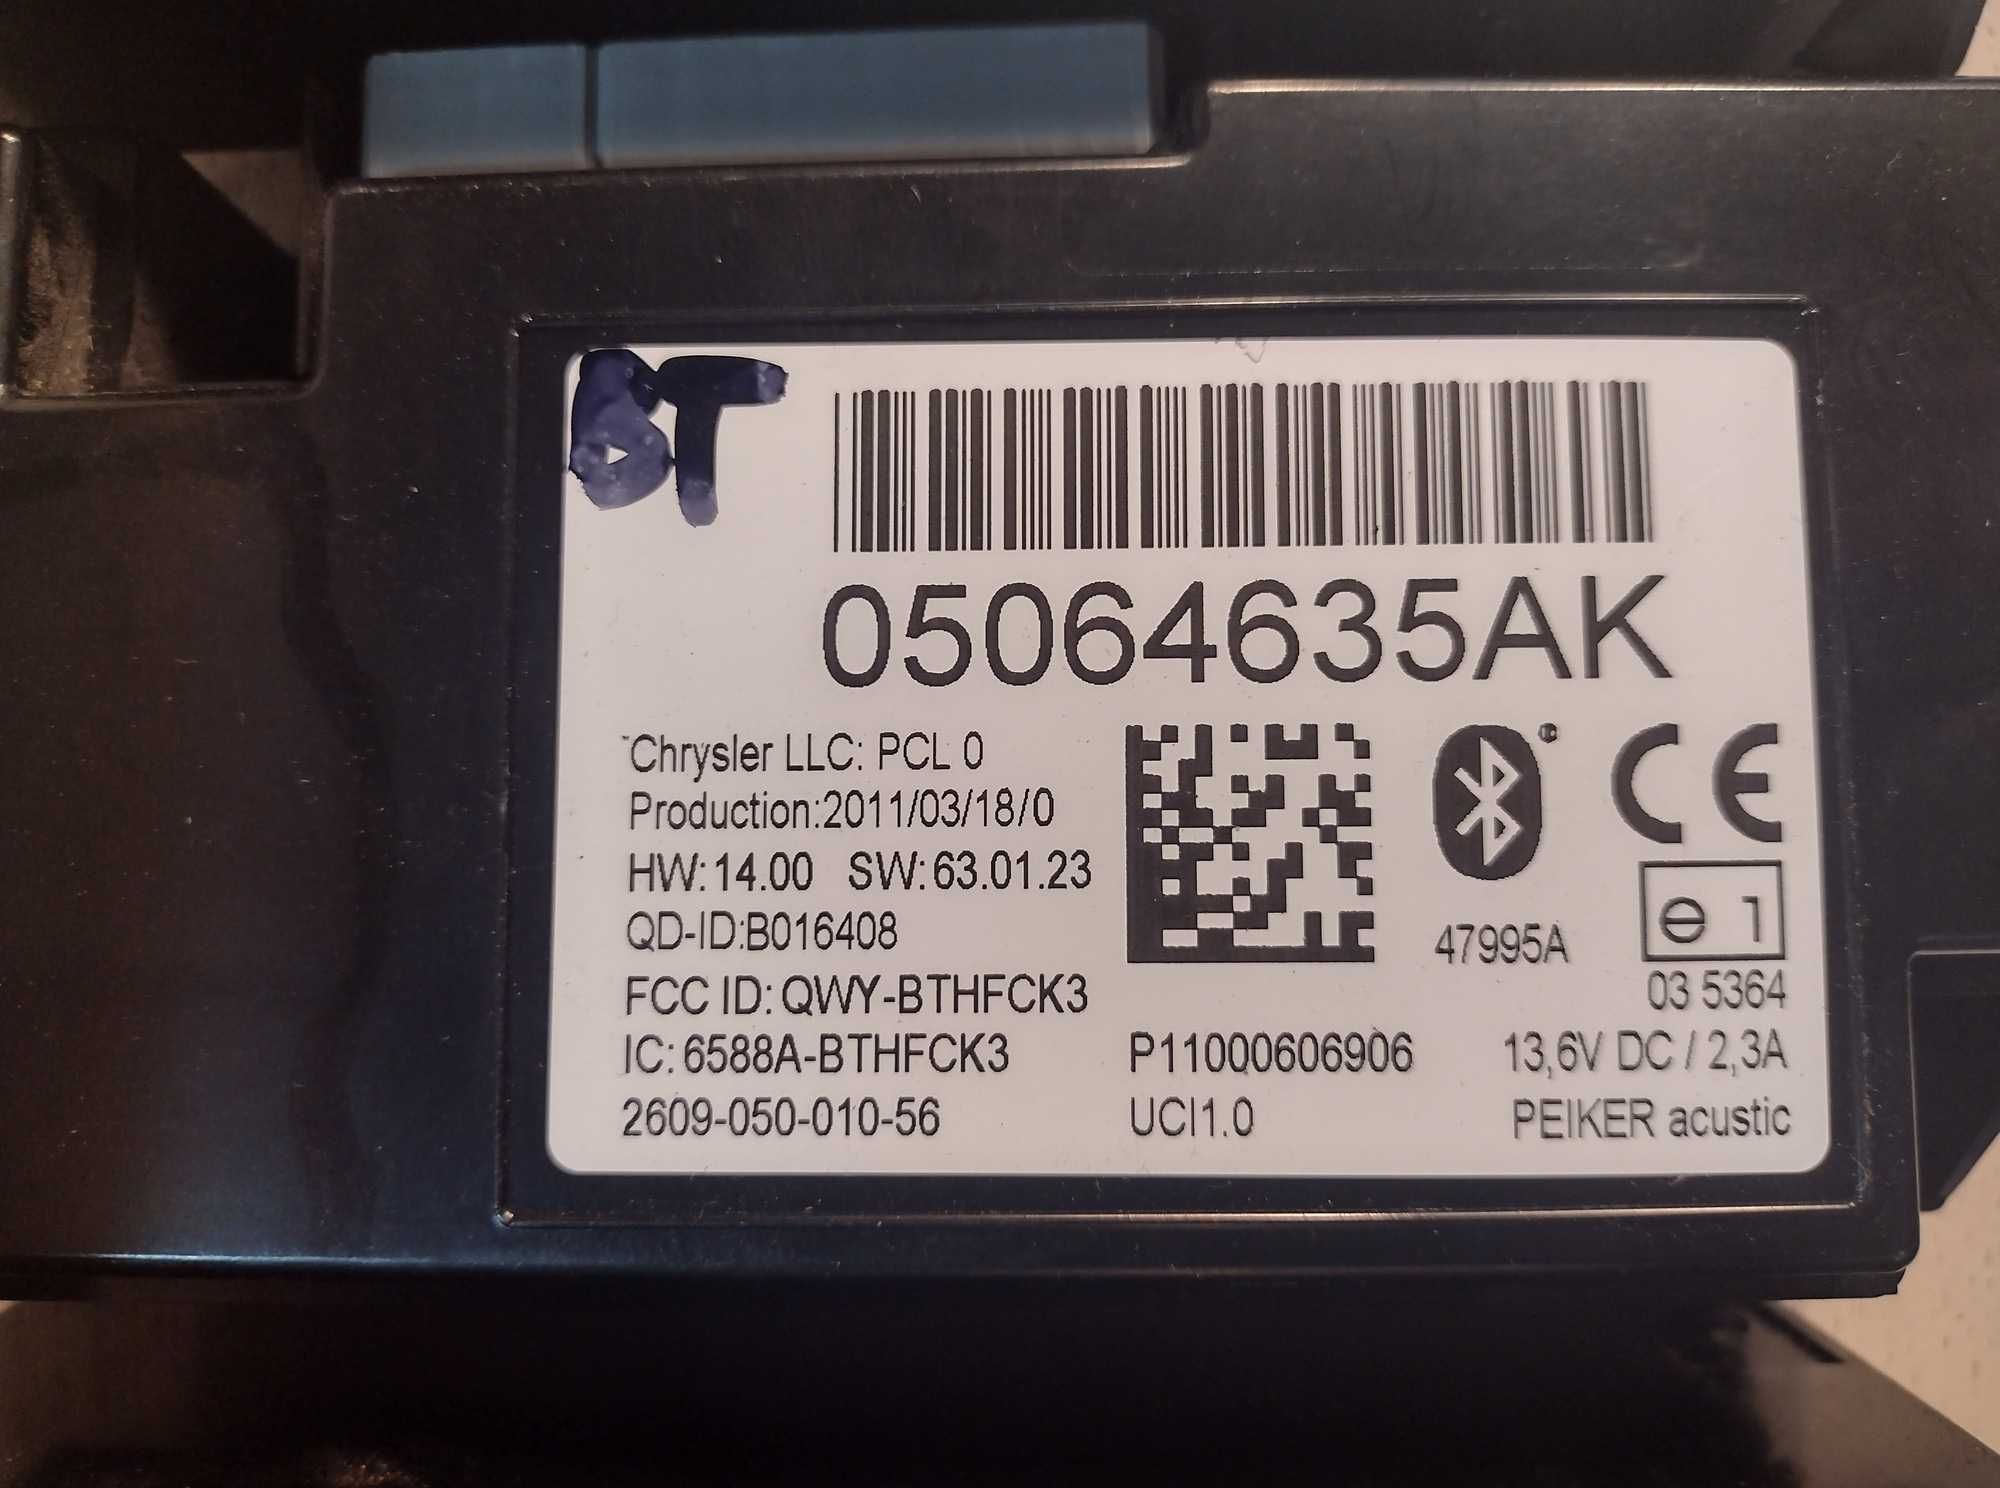 BT
05064635AK
Chrysler LLC: PCL 0
Production:2011/03/18/0
HW: 14.00 SW: 63.01.23
QD-ID:B016408
47995A
e 1
FCC ID: QWY-BTHFCK3
03 5364
IC: 6588A-BTHFCK3 P11000606906 13,6V DC / 2,3A
2609-050-010-56 UCI1.0 PEIKER acustic
CE